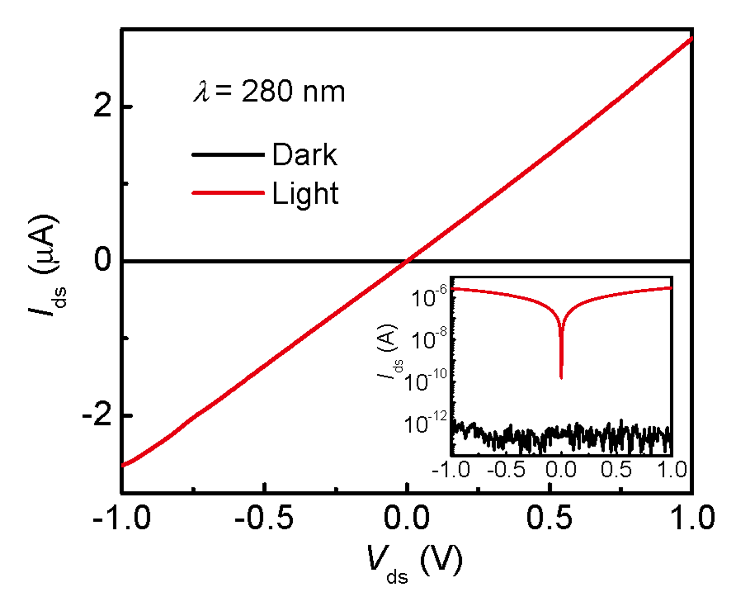 λ = 280 nm
Dark
Light
2
0
-2
I_ds (μA)
-1.0 -0.5 0.0 0.5 1.0
V_ds (V)
10⁻⁶
10⁻⁸
10⁻¹⁰
10⁻¹²
I_ds (A)
-1.0 -0.5 0.0 0.5 1.0